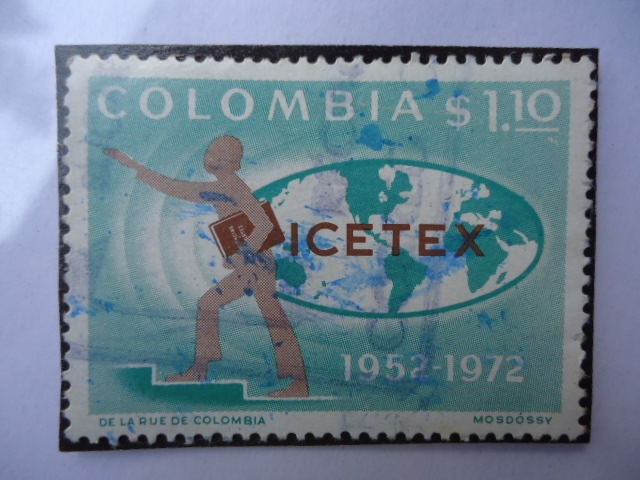 COLOMBIA $1.10
ICETEX
1952-1972
DE LA RUE DE COLOMBIA
MOSDÓSSY